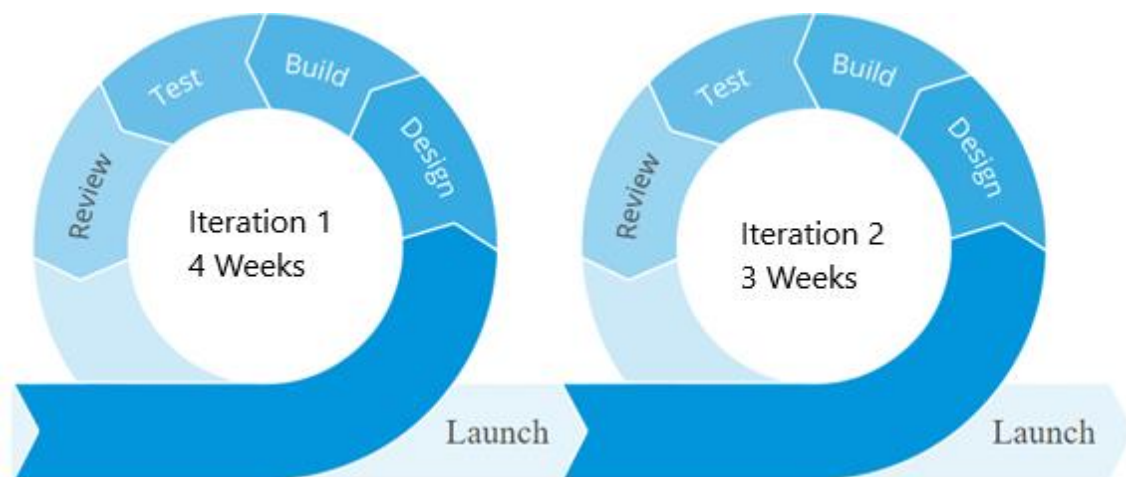 Design
Build
Test
Review
Iteration 1
4 Weeks
Launch
Design
Build
Test
Review
Iteration 2
3 Weeks
Launch